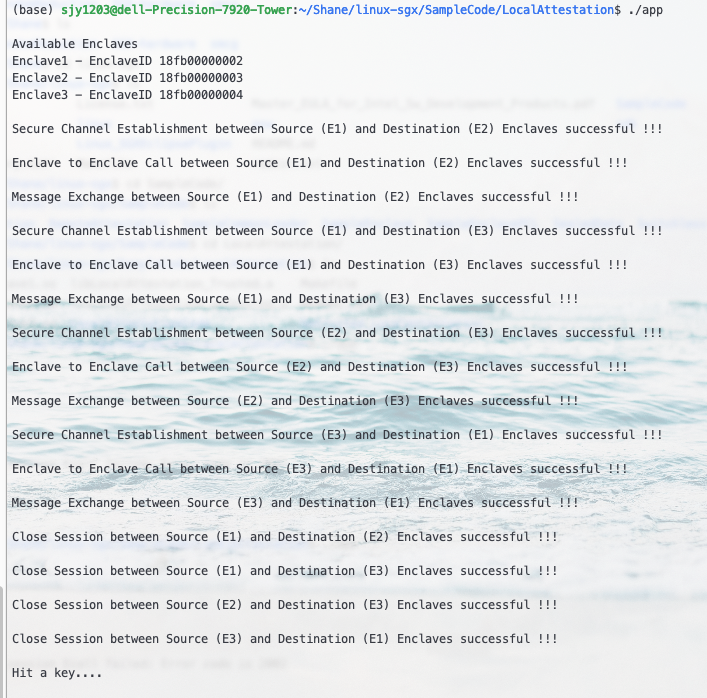 (base) sjy1203@dell-Precision-7920-Tower:~/Shane/linux-sgx/SampleCode/LocalAttestation$ ./app
Available Enclaves
Enclave1 - EnclaveID 18fb00000002
Enclave2 - EnclaveID 18fb00000003
Enclave3 - EnclaveID 18fb00000004
Secure Channel Establishment between Source (E1) and Destination (E2) Enclaves successful !!!
Enclave to Enclave Call between Source (E1) and Destination (E2) Enclaves successful !!!
Message Exchange between Source (E1) and Destination (E2) Enclaves successful !!!
Secure Channel Establishment between Source (E1) and Destination (E3) Enclaves successful !!!
Enclave to Enclave Call between Source (E1) and Destination (E3) Enclaves successful !!!
Message Exchange between Source (E1) and Destination (E3) Enclaves successful !!!
Secure Channel Establishment between Source (E2) and Destination (E3) Enclaves successful !!!
Enclave to Enclave Call between Source (E2) and Destination (E3) Enclaves successful !!!
Message Exchange between Source (E2) and Destination (E3) Enclaves successful !!!
Secure Channel Establishment between Source (E3) and Destination (E1) Enclaves successful !!!
Enclave to Enclave Call between Source (E3) and Destination (E1) Enclaves successful !!!
Message Exchange between Source (E3) and Destination (E1) Enclaves successful !!!
Close Session between Source (E1) and Destination (E2) Enclaves successful !!!
Close Session between Source (E1) and Destination (E3) Enclaves successful !!!
Close Session between Source (E2) and Destination (E3) Enclaves successful !!!
Close Session between Source (E3) and Destination (E1) Enclaves successful !!!
Hit a key....